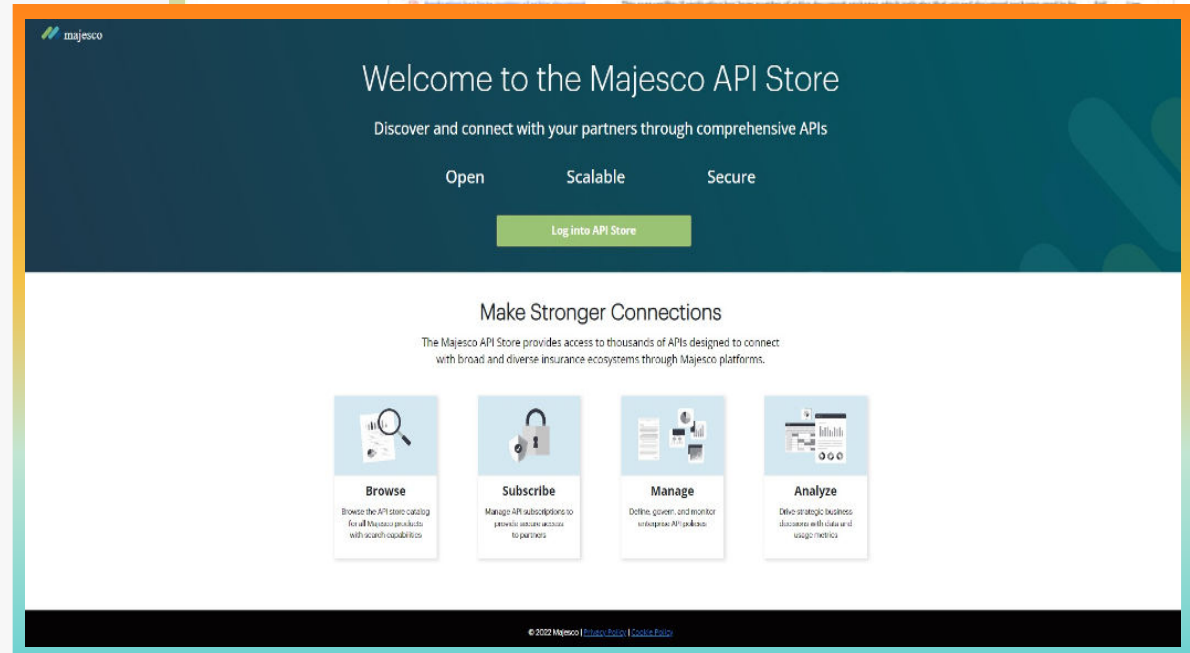 majesco
Welcome to the Majesco API Store
Discover and connect with your partners through comprehensive APIs
Open Scalable Secure
Log into API Store
Make Stronger Connections
The Majesco API Store provides access to thousands of APIs designed to connect
with broad and diverse insurance ecosystems through Majesco platforms.
Browse
Browse the API store catalog
for all Majesco products
with search capabilities
Subscribe
Manage API subscriptions to
provide secure access
to partners
Manage
Define, govern, and monitor
enterprise API policies
Analyze
Drive strategic business
decisions with data and
usage metrics
© 2022 Majesco | Privacy Policy | Cookie Policy